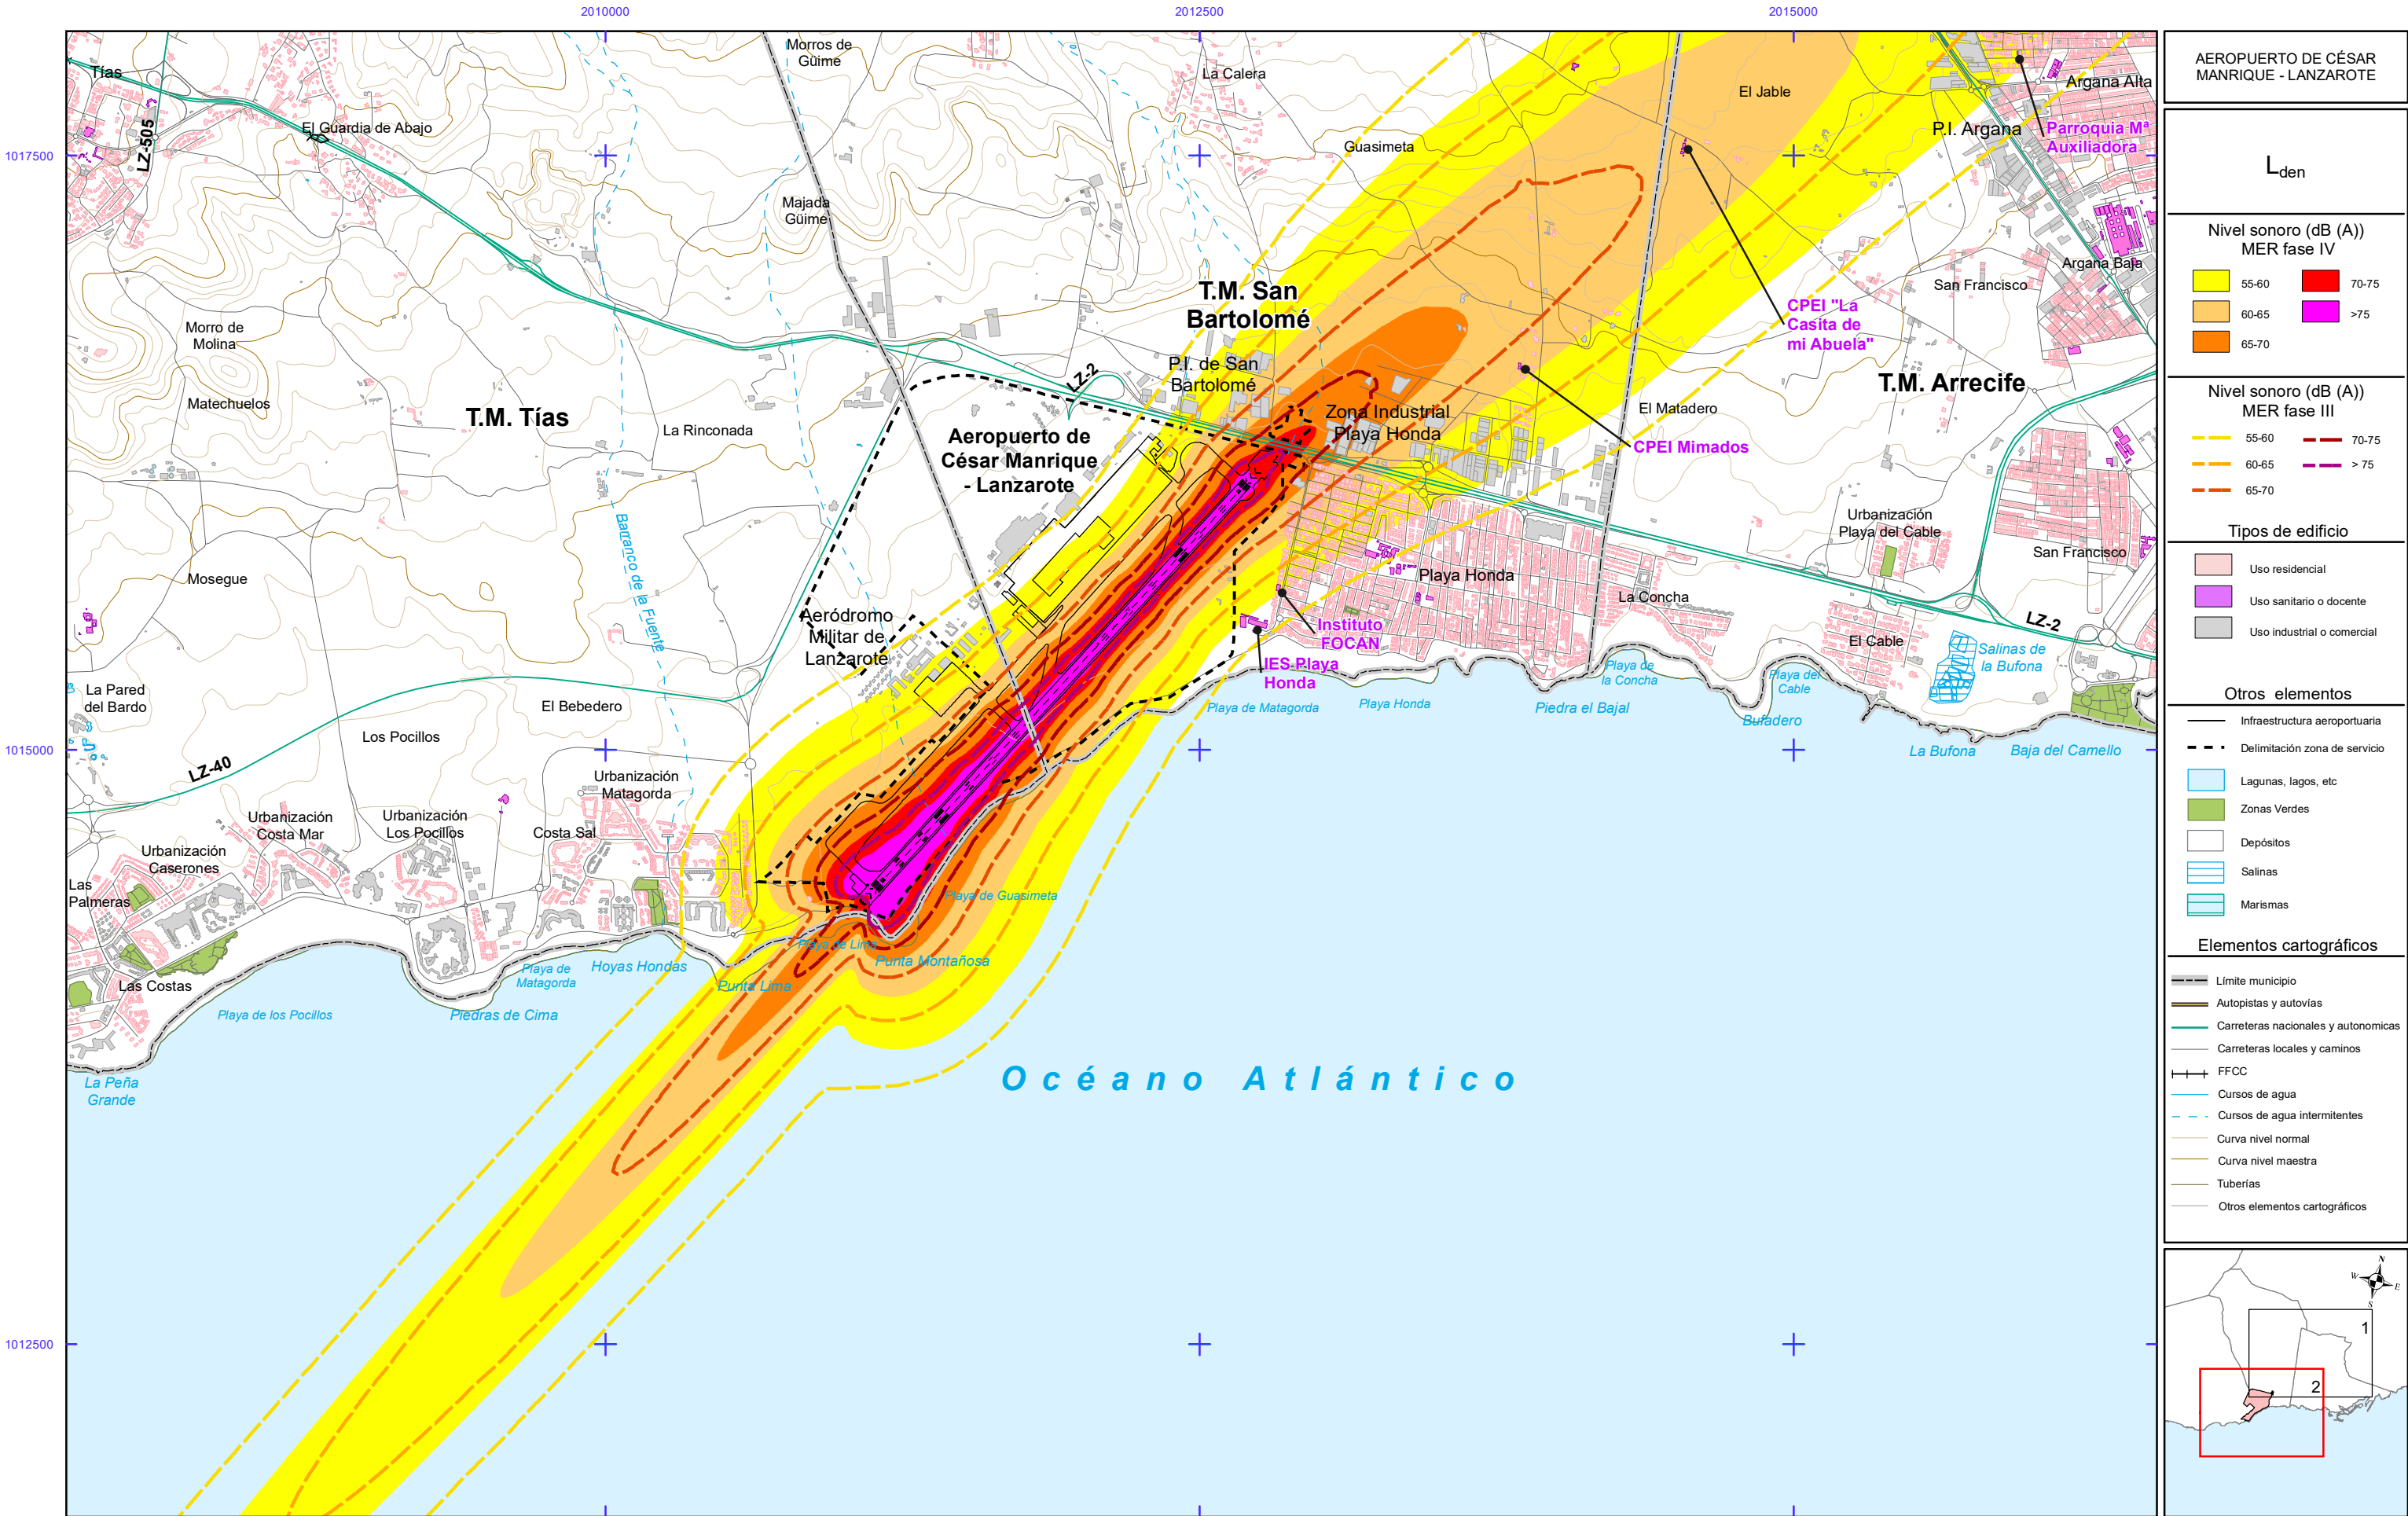 2010000
2012500
2015000
1017500
1015000
1012500
Tías
LZ-505
El Guardia de Abajo
Morros de
Güime
La Calera
Guasimeta
El Jable
Argana Alta
P.I. Argana
Parroquia Mª
Auxiliadora
Majada
Güime
Argana Baja
San Francisco
T.M. San
Bartolomé
CPEI "La
Casita de
mi Abuela"
Morro de
Molina
Matechuelos
T.M. Tías
La Rinconada
LZ-2
P.I. de San
Bartolomé
T.M. Arrecife
Zona Industrial
Playa Honda
El Matadero
CPEI Mimados
Aeropuerto de
César Manrique
- Lanzarote
Barranco de la Fuente
Mosegue
Urbanización
Playa del Cable
San Francisco
Playa Honda
La Concha
Aeródromo
Militar de
Lanzarote
Instituto
FOCAN
IES Playa
Honda
El Cable
LZ-2
Salinas de
la Bufona
La Pared
del Bardo
El Bebedero
Los Pocillos
Playa de Matagorda
Playa Honda
Playa de
la Concha
Piedra el Bajal
Playa del
Cable
Bufadero
La Bufona
Baja del Camello
LZ-40
Urbanización
Matagorda
Urbanización
Costa Mar
Urbanización
Los Pocillos
Costa Sal
Urbanización
Caserones
Las
Palmeras
Playa de Guasimeta
Playa de Lima
Punta Montañosa
Hoyas Hondas
Playa de
Matagorda
Punta Lima
Las Costas
Playa de los Pocillos
Piedras de Cima
La Peña
Grande
Océano Atlántico
AEROPUERTO DE CÉSAR
MANRIQUE - LANZAROTE
Lden
Nivel sonoro (dB (A))
MER fase IV
55-60
70-75
60-65
>75
65-70
Nivel sonoro (dB (A))
MER fase III
55-60
70-75
60-65
> 75
65-70
Tipos de edificio
Uso residencial
Uso sanitario o docente
Uso industrial o comercial
Otros elementos
Infraestructura aeroportuaria
Delimitación zona de servicio
Lagunas, lagos, etc
Zonas Verdes
Depósitos
Salinas
Marismas
Elementos cartográficos
Límite municipio
Autopistas y autovías
Carreteras nacionales y autonomicas
Carreteras locales y caminos
FFCC
Cursos de agua
Cursos de agua intermitentes
Curva nivel normal
Curva nivel maestra
Tuberías
Otros elementos cartográficos
N
W
E
S
1
2